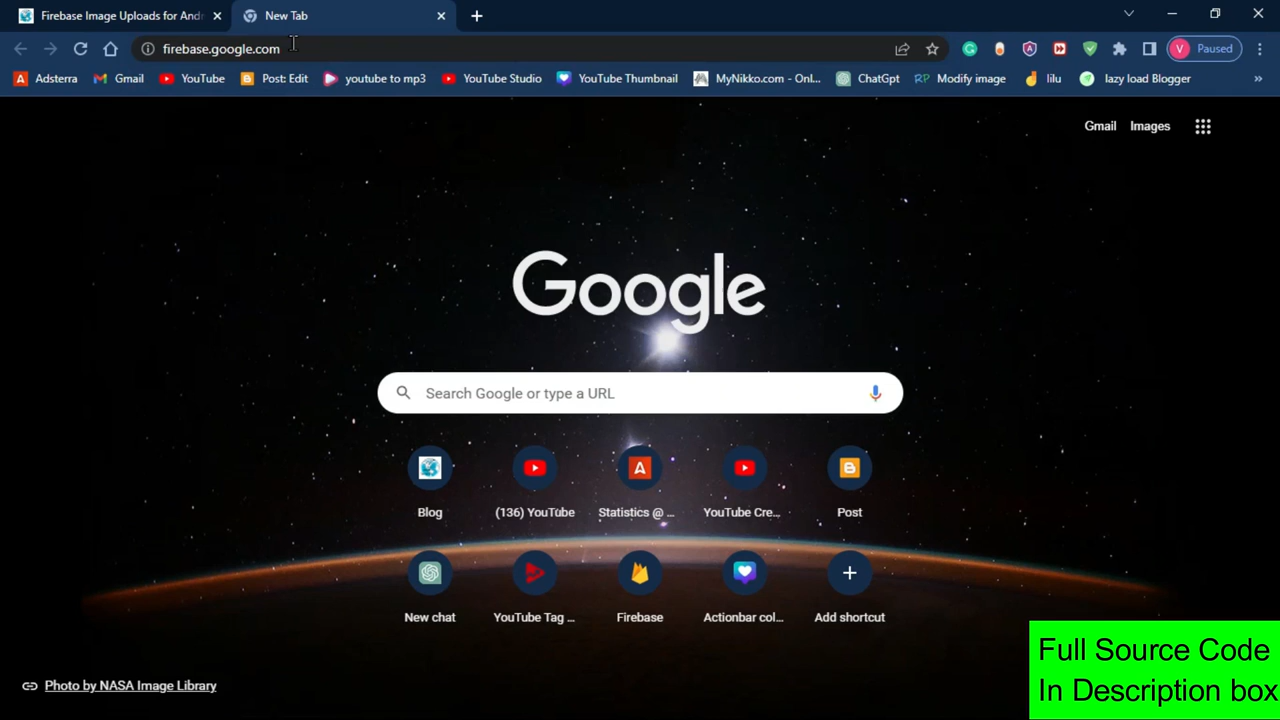 Firebase Image Uploads for Andr
New Tab
firebase.google.com
V Paused
Adsterra
Gmail
YouTube
Post: Edit
youtube to mp3
YouTube Studio
YouTube Thumbnail
MyNikko.com - Onl...
ChatGpt
RP Modify image
lilu
lazy load Blogger
»
Gmail Images
Google
Search Google or type a URL
Blog
(136) YouTube
Statistics @ ...
YouTube Cre...
Post
New chat
YouTube Tag ...
Firebase
Actionbar col...
Add shortcut
Photo by NASA Image Library
Full Source Code
In Description box